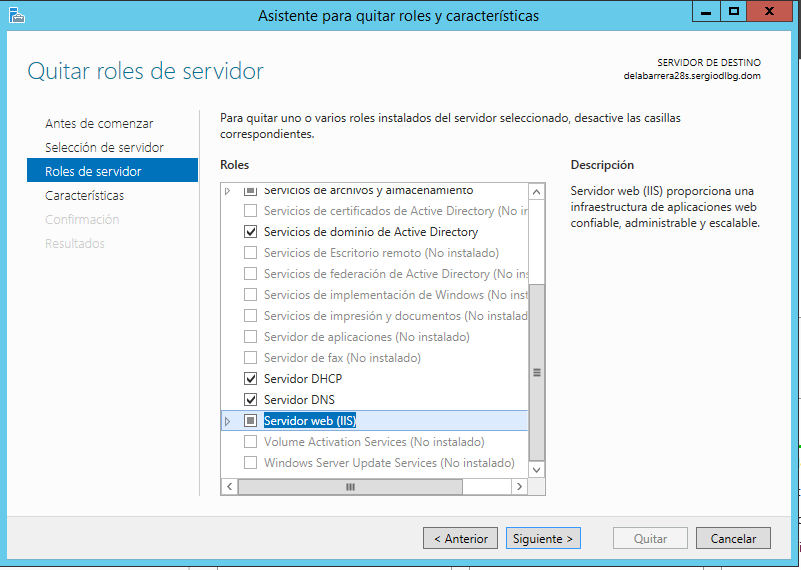 Asistente para quitar roles y características
Quitar roles de servidor
SERVIDOR DE DESTINO
delabarrera28s.sergiodlbg.dom
Antes de comenzar
Selección de servidor
Roles de servidor
Características
Confirmación
Resultados
Para quitar uno o varios roles instalados del servidor seleccionado, desactive las casillas
correspondientes.
Roles
Servicios de archivos y almacenamiento
Servicios de certificados de Active Directory (No in
Servicios de dominio de Active Directory
Servicios de Escritorio remoto (No instalado)
Servicios de federación de Active Directory (No ins
Servicios de implementación de Windows (No inst
Servicios de impresión y documentos (No instalad
Servidor de aplicaciones (No instalado)
Servidor de fax (No instalado)
Servidor DHCP
Servidor DNS
Servidor web (IIS)
Volume Activation Services (No instalado)
Windows Server Update Services (No instalado)
Descripción
Servidor web (IIS) proporciona una
infraestructura de aplicaciones web
confiable, administrable y escalable.
< Anterior
Siguiente >
Quitar
Cancelar